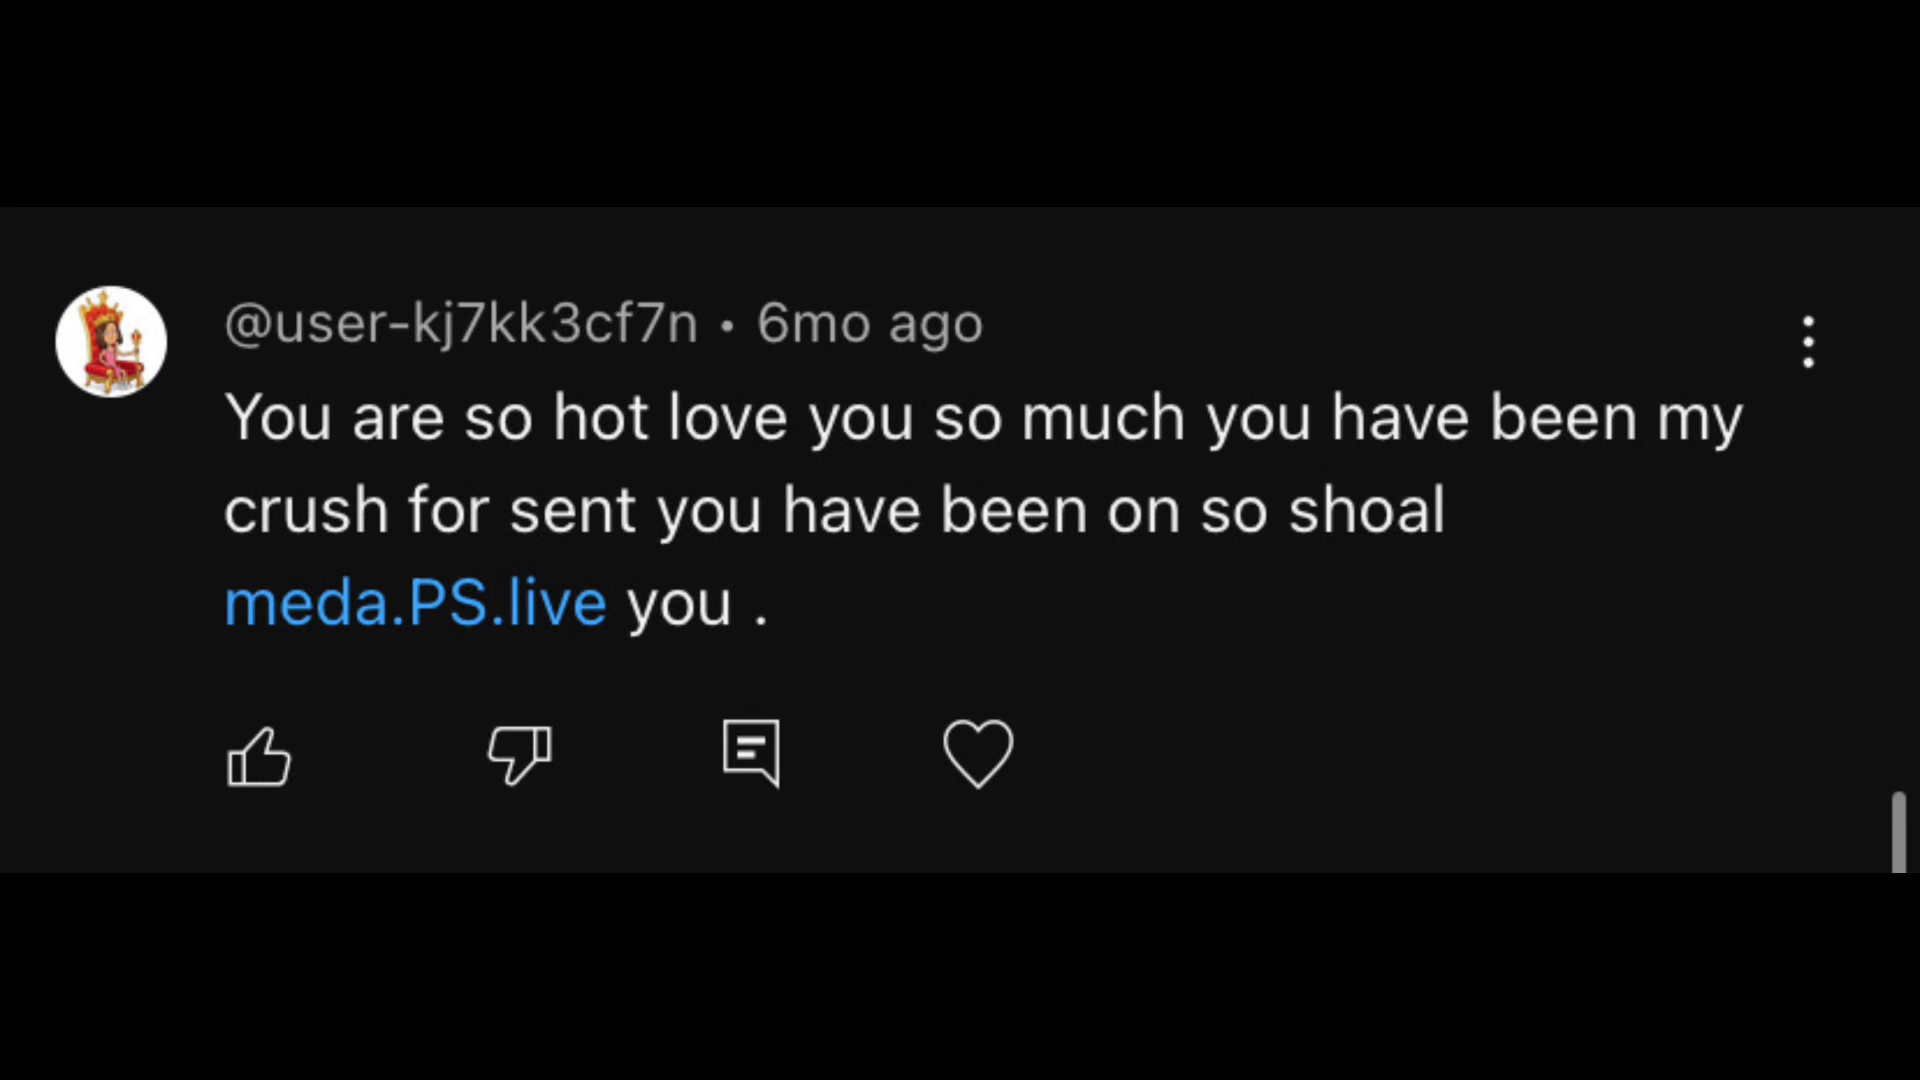 @user-kj7kk3cf7n • 6mo ago
You are so hot love you so much you have been my
crush for sent you have been on so shoal
meda.PS.live you .